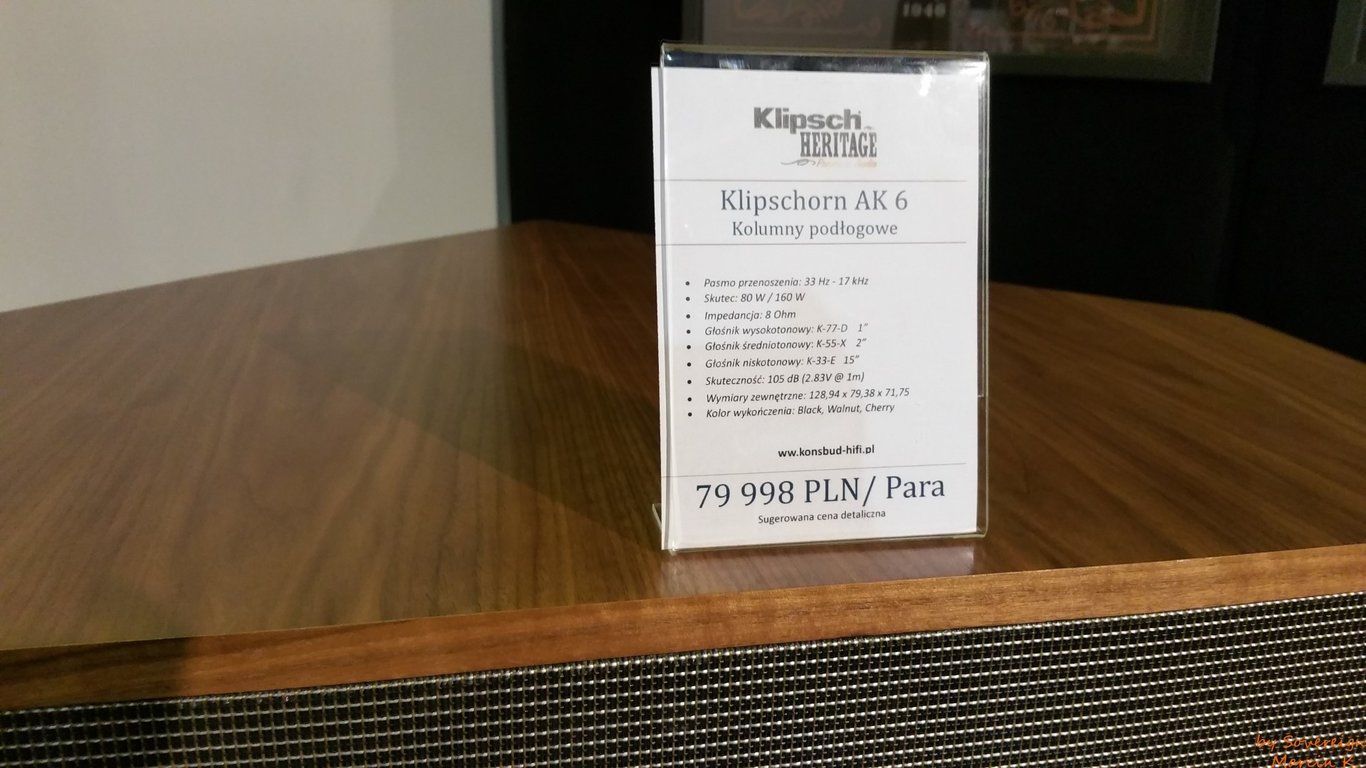 1946
Klipsch
HERITAGE
Klipschorn AK 6
Kolumny podłogowe
• Pasmo przenoszenia: 33 Hz - 17 kHz
• Skutec: 80 W / 160 W
• Impedancja: 8 Ohm
• Głośnik wysokotonowy: K-77-D 1"
• Głośnik średniotonowy: K-55-X 2"
• Głośnik niskotonowy: K-33-E 15"
• Skuteczność: 105 dB (2.83V @ 1m)
• Wymiary zewnętrzne: 128,94 x 79,38 x 71,75
• Kolor wykończenia: Black, Walnut, Cherry
ww.konsbud-hifi.pl
79 998 PLN/ Para
Sugerowana cena detaliczna
by Sovereign
Marcin R.